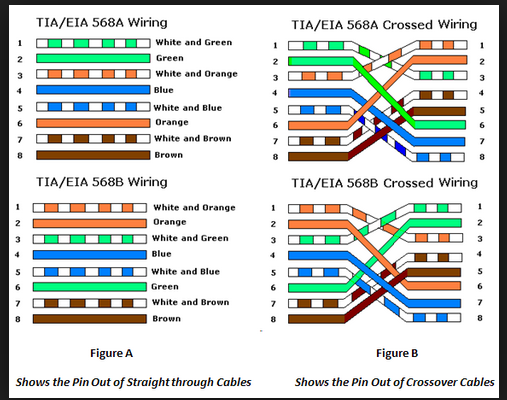 TIA/EIA 568A Wiring
1 White and Green
2 Green
3 White and Orange
4 Blue
5 White and Blue
6 Orange
7 White and Brown
8 Brown
TIA/EIA 568A Crossed Wiring
1 1
2 2
3 3
4 4
5 5
6 6
7 7
8 8
TIA/EIA 568B Wiring
1 White and Orange
2 Orange
3 White and Green
4 Blue
5 White and Blue
6 Green
7 White and Brown
8 Brown
TIA/EIA 568B Crossed Wiring
1 1
2 2
3 3
4 4
5 5
6 6
7 7
8 8
Figure A
Shows the Pin Out of Straight through Cables
Figure B
Shows the Pin Out of Crossover Cables